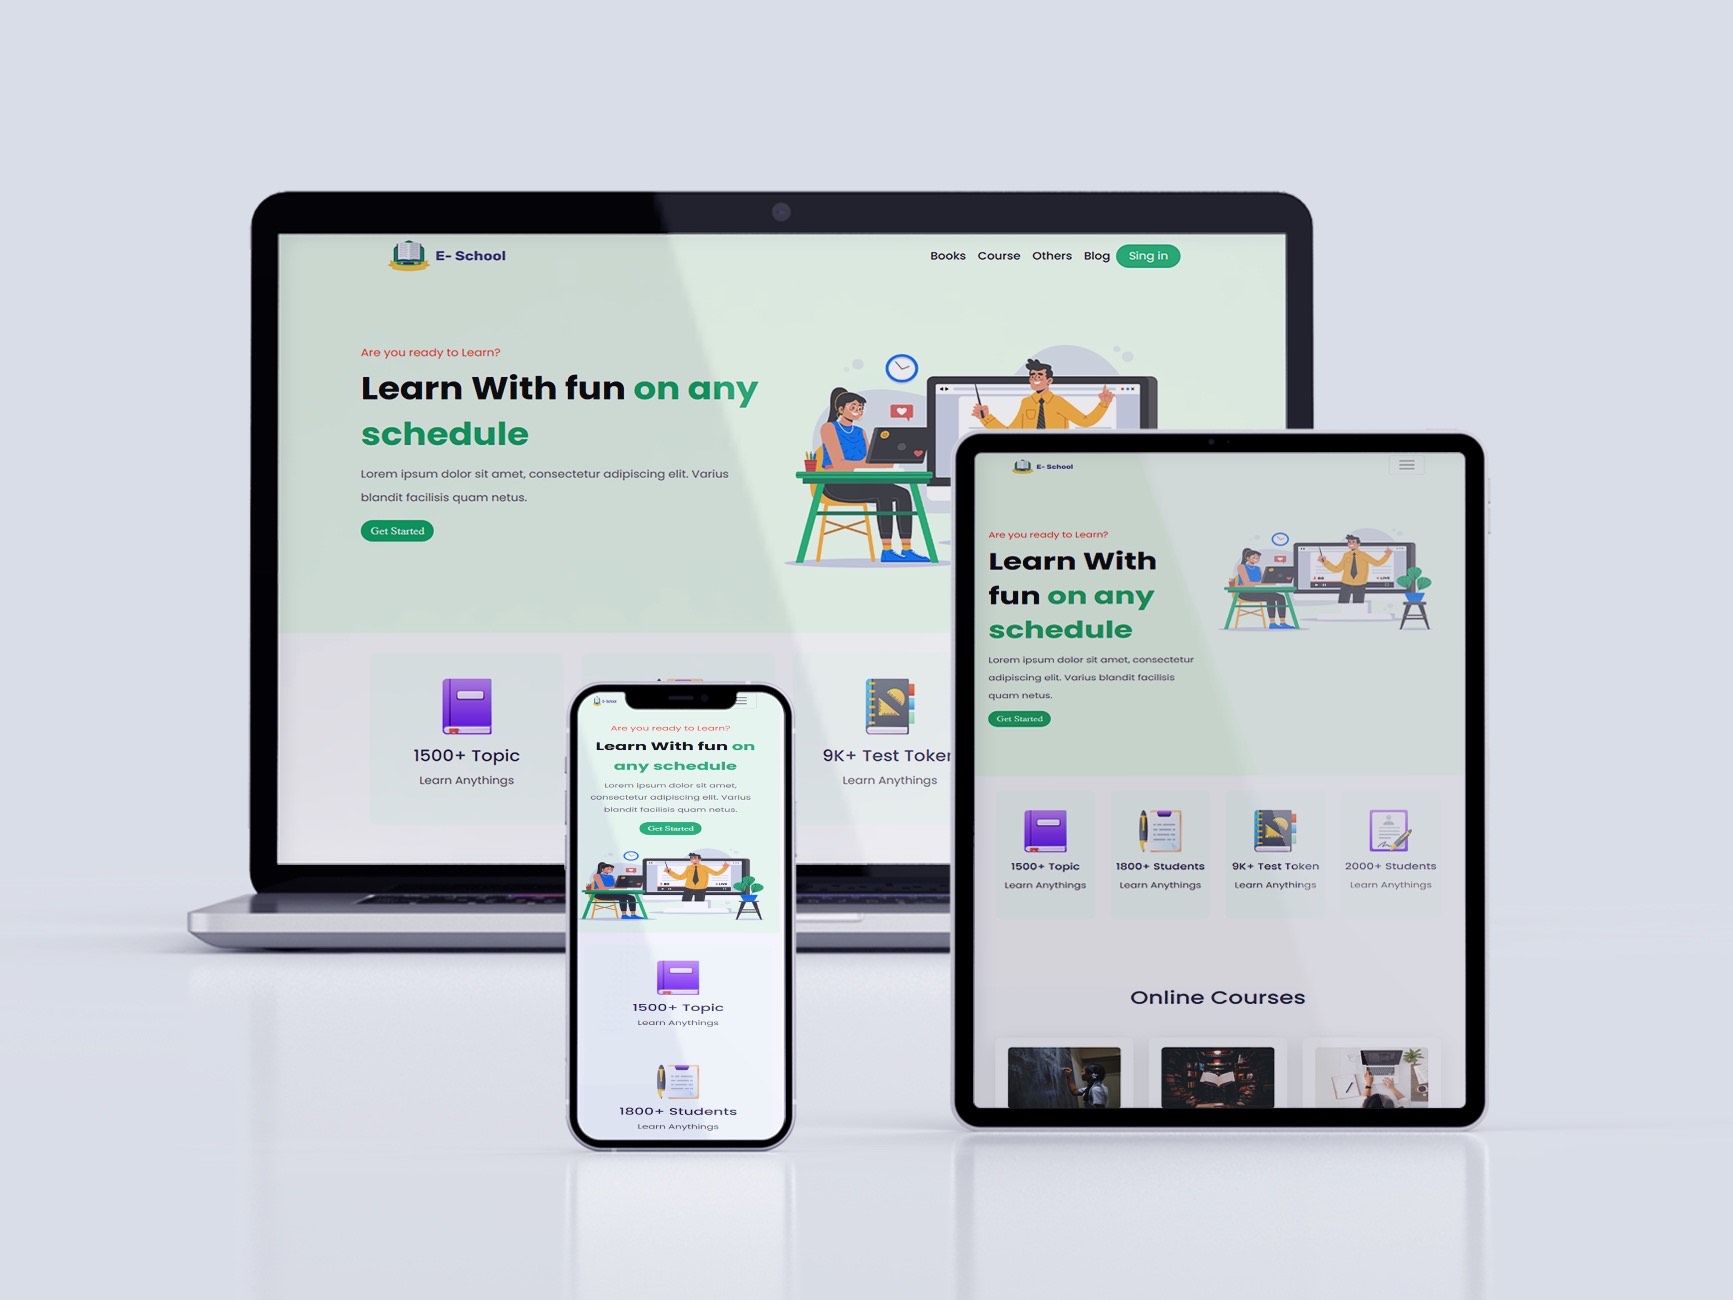 E- School
Books Course Others Blog Sing in
Are you ready to Learn?
Learn With fun on any
schedule
Lorem ipsum dolor sit amet, consectetur adipiscing elit. Varius
blandit facilisis quam netus.
Get Started
1500+ Topic
Learn Anythings
9K+ Test Token
Learn Anythings
E- School
Are you ready to Learn?
Learn With fun on
any schedule
Lorem ipsum dolor sit amet,
consectetur adipiscing elit. Varius
blandit facilisis quam netus.
Get Started
LIVE
1500+ Topic
Learn Anythings
1800+ Students
Learn Anythings
E- School
Are you ready to Learn?
Learn With
fun on any
schedule
Lorem ipsum dolor sit amet, consectetur
adipiscing elit. Varius blandit facilisis
quam netus.
Get Started
LIVE
1500+ Topic
Learn Anythings
1800+ Students
Learn Anythings
9K+ Test Token
Learn Anythings
2000+ Students
Learn Anythings
Online Courses